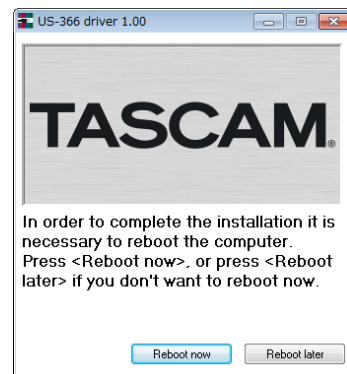 US-366 driver 1.00
TASCAM®
In order to complete the installation it is
necessary to reboot the computer.
Press <Reboot now>, or press <Reboot
later> if you don't want to reboot now.
Reboot now Reboot later